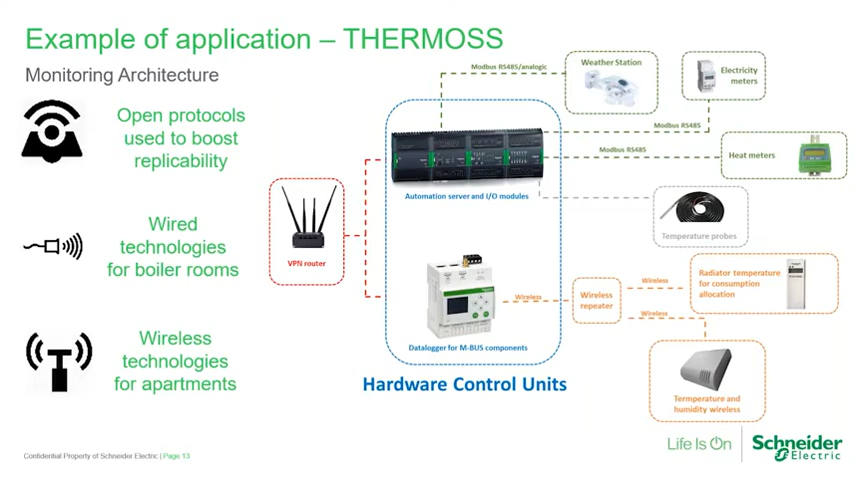 Example of application – THERMOSS
Monitoring Architecture
Open protocols
used to boost
replicability
Wired
technologies
for boiler rooms
Wireless
technologies
for apartments
VPN router
Modbus RS485/analogic
Weather Station
Electricity
meters
Modbus RS485
Modbus RS485
Heat meters
Automation server and I/O modules
Temperature probes
Wireless
Wireless
repeater
Wireless
Radiator temperature
for consumption
allocation
Wireless
Datalogger for M-BUS components
Termperature and
humidity wireless
Hardware Control Units
Confidential Property of Schneider Electric | Page 13
Life Is On
Schneider
Electric